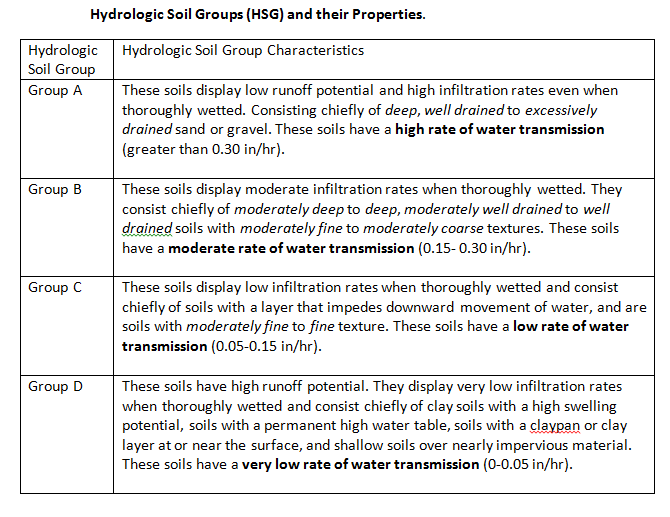 Hydrologic Soil Groups (HSG) and their Properties.
Hydrologic
Soil Group
Hydrologic Soil Group Characteristics
Group A
These soils display low runoff potential and high infiltration rates even when
thoroughly wetted. Consisting chiefly of deep, well drained to excessively
drained sand or gravel. These soils have a high rate of water transmission
(greater than 0.30 in/hr).
Group B
These soils display moderate infiltration rates when thoroughly wetted. They
consist chiefly of moderately deep to deep, moderately well drained to well
drained soils with moderately fine to moderately coarse textures. These soils
have a moderate rate of water transmission (0.15- 0.30 in/hr).
Group C
These soils display low infiltration rates when thoroughly wetted and consist
chiefly of soils with a layer that impedes downward movement of water, and are
soils with moderately fine to fine texture. These soils have a low rate of water
transmission (0.05-0.15 in/hr).
Group D
These soils have high runoff potential. They display very low infiltration rates
when thoroughly wetted and consist chiefly of clay soils with a high swelling
potential, soils with a permanent high water table, soils with a claypan or clay
layer at or near the surface, and shallow soils over nearly impervious material.
These soils have a very low rate of water transmission (0-0.05 in/hr).